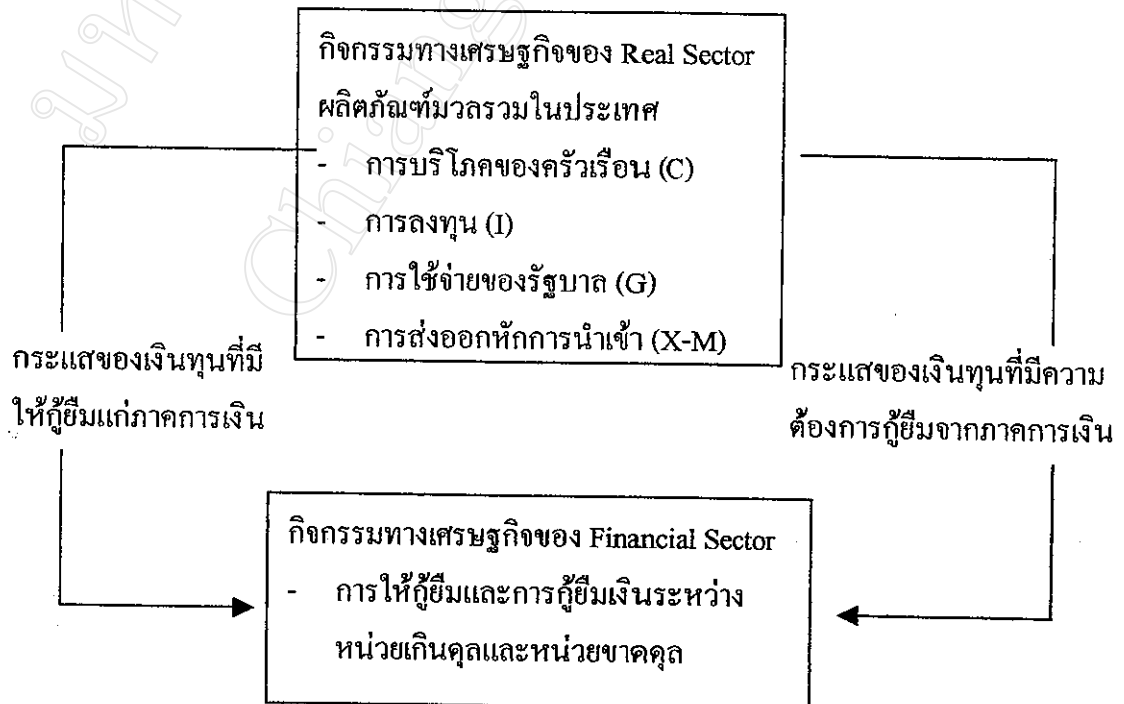 กิจกรรมทางเศรษฐกิจของ Real Sector
ผลิตภัณฑ์มวลรวมในประเทศ
- การบริโภคของครัวเรือน (C)
- การลงทุน (I)
- การใช้จ่ายของรัฐบาล (G)
- การส่งออกหักการนำเข้า (X-M)
กระแสของเงินทุนที่มี
ให้กู้ยืมแก่ภาคการเงิน
กระแสของเงินทุนที่มีความ
ต้องการกู้ยืมจากภาคการเงิน
กิจกรรมทางเศรษฐกิจของ Financial Sector
- การให้กู้ยืมและการกู้ยืมเงินระหว่าง
หน่วยเกินดุลและหน่วยขาดดุล
Chiang